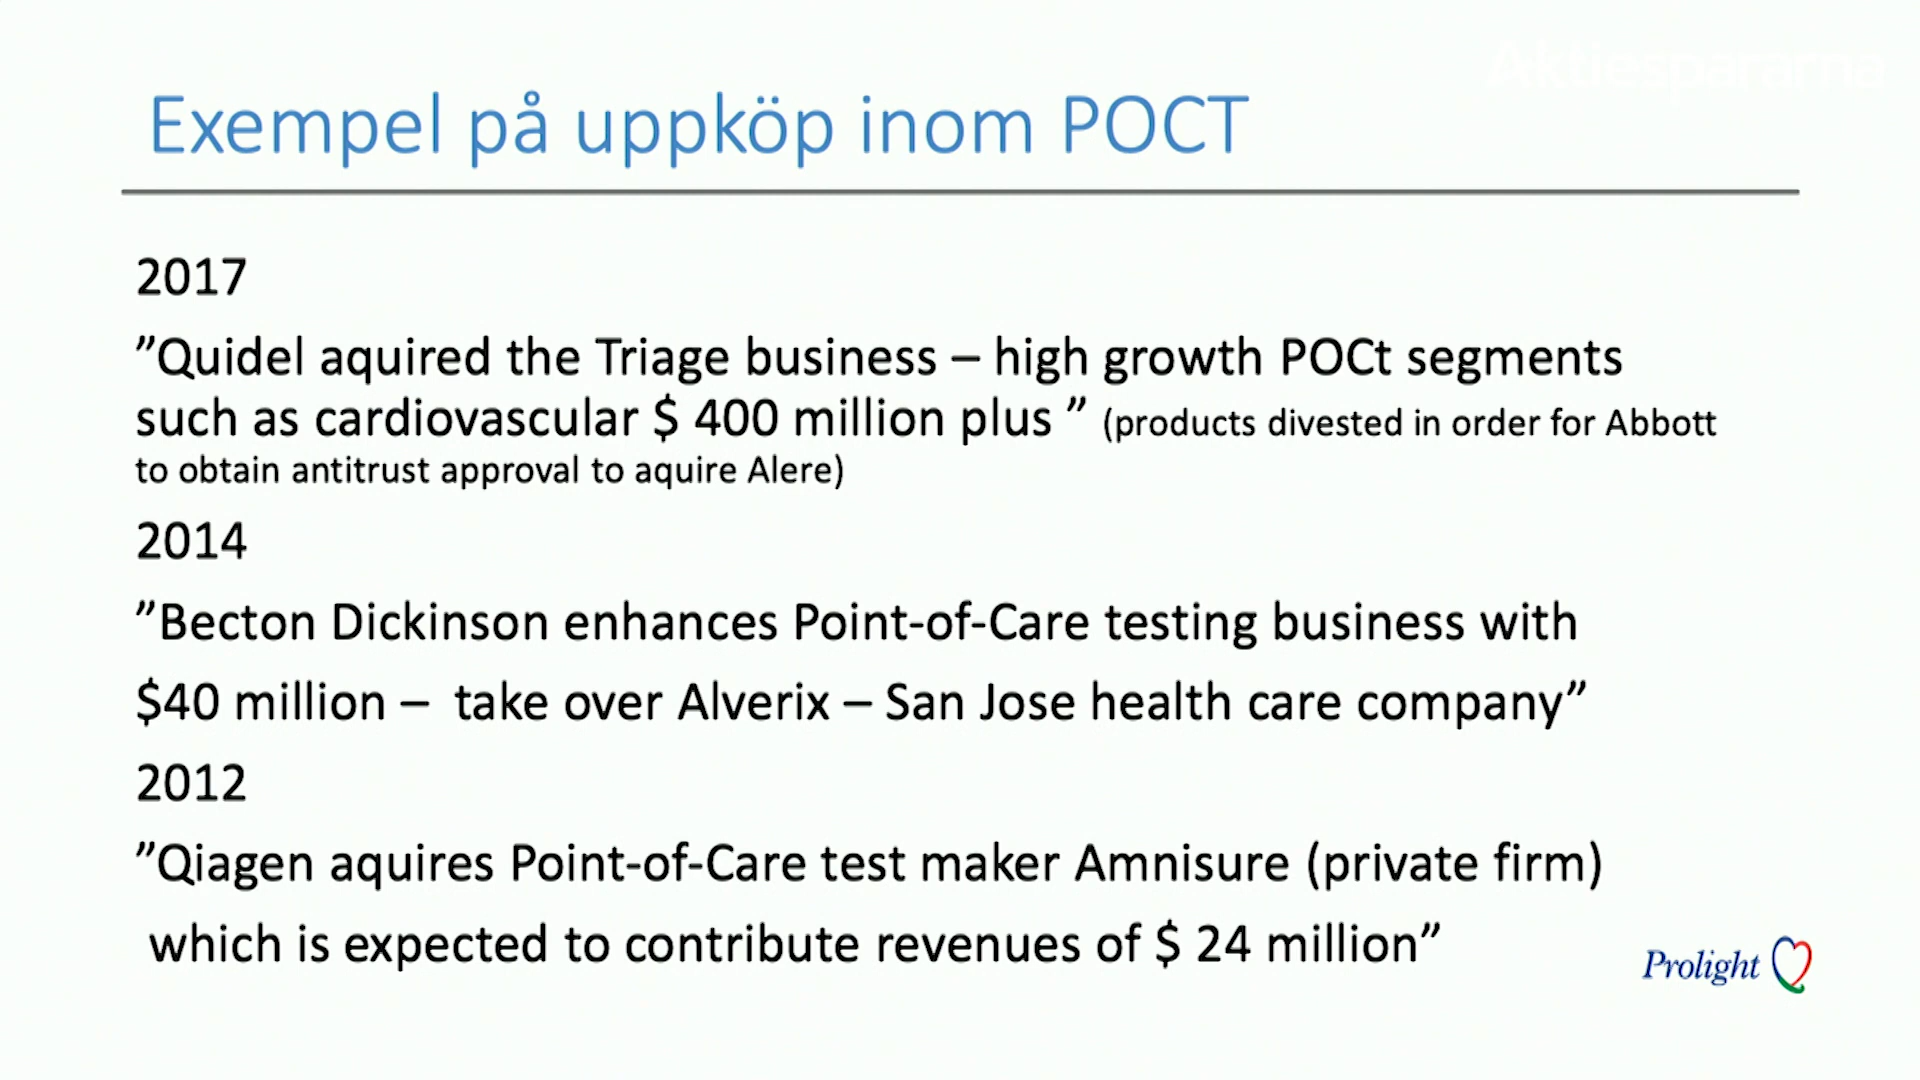 Aktiespararna
Exempel på uppköp inom POCT
2017
”Quidel aquired the Triage business – high growth POCt segments
such as cardiovascular $ 400 million plus ” (products divested in order for Abbott
to obtain antitrust approval to aquire Alere)
2014
”Becton Dickinson enhances Point-of-Care testing business with
$40 million – take over Alverix – San Jose health care company”
2012
”Qiagen aquires Point-of-Care test maker Amnisure (private firm)
which is expected to contribute revenues of $ 24 million”
Prolight